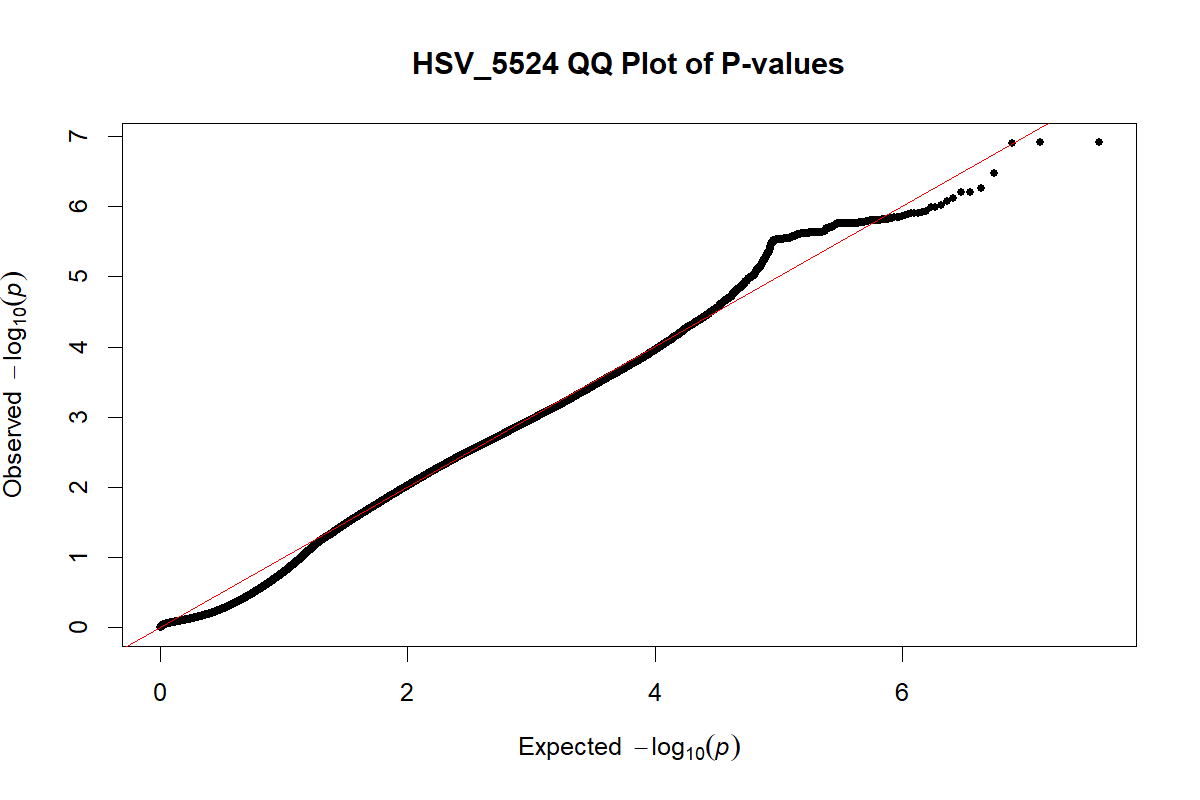 HSV_5524 QQ Plot of P-values
7
6
5
4
3
2
1
0
Observed −log₁₀(p)
0 2 4 6
Expected −log₁₀(p)